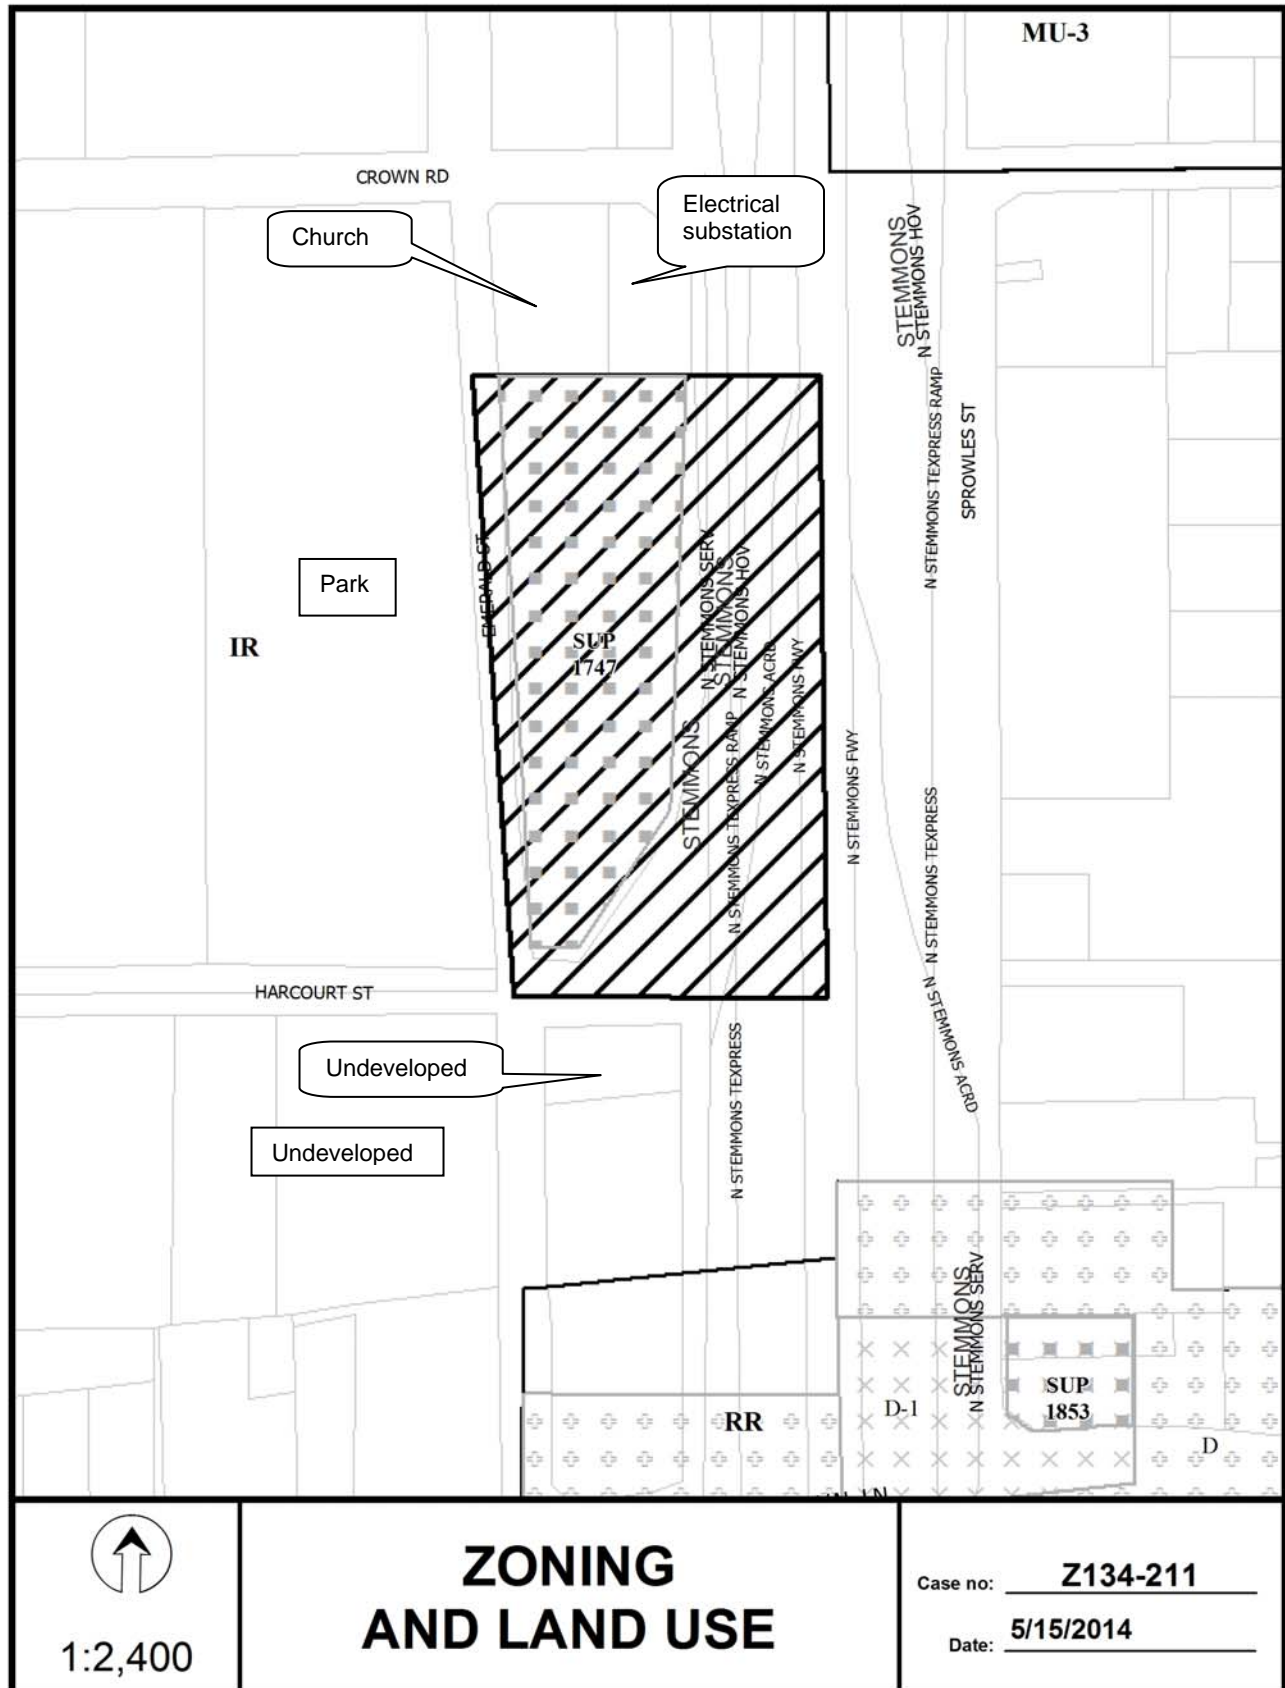 MU-3
CROWN RD
Church
Electrical
substation
STEMMONS
N STEMMONS HOV
N STEMMONS TEXPRESS RAMP
SPROWLES ST
EMERALD ST
Park
IR
SUP
1747
N STEMMONS SERV
STEMMONS
N STEMMONS HOV
N STEMMONS ACRD
N STEMMONS HWY
STEMMONS
N STEMMONS TEXPRESS RAMP
N STEMMONS FWY
N STEMMONS TEXPRESS
HARCOURT ST
N STEMMONS ACRD
Undeveloped
N STEMMONS TEXPRESS
Undeveloped
STEMMONS
N STEMMONS SERV
SUP
1853
D-1
RR
D
1:2,400
ZONING
AND LAND USE
Case no: Z134-211
Date: 5/15/2014